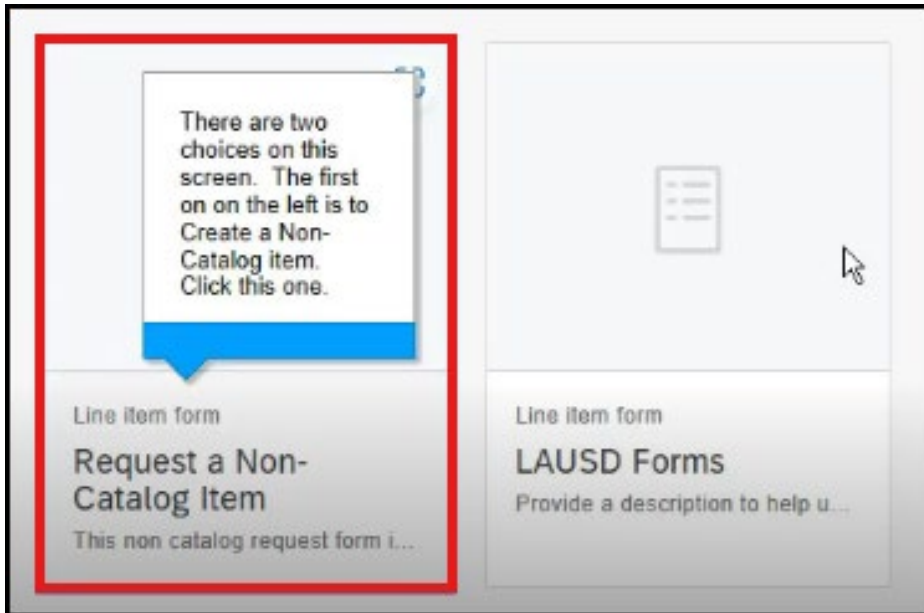 There are two
choices on this
screen. The first
on on the left is to
Create a Non-
Catalog item.
Click this one.
Line item form
Request a Non-
Catalog Item
This non catalog request form i...
Line item form
LAUSD Forms
Provide a description to help u...